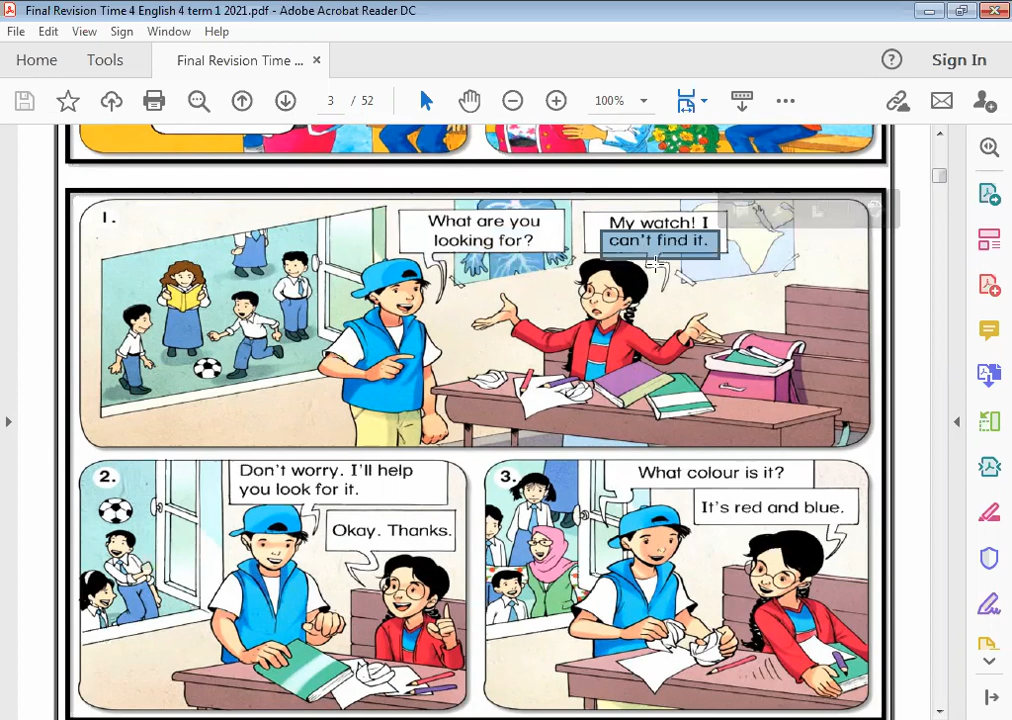 Final Revision Time 4 English 4 term 1 2021.pdf - Adobe Acrobat Reader DC
File Edit View Sign Window Help
Home Tools Final Revision Time ... × Sign In
3 / 52 100%
1.
What are you
looking for?
My watch! I
can't find it.
2.
Don't worry. I'll help
you look for it.
Okay. Thanks.
3.
What colour is it?
It's red and blue.